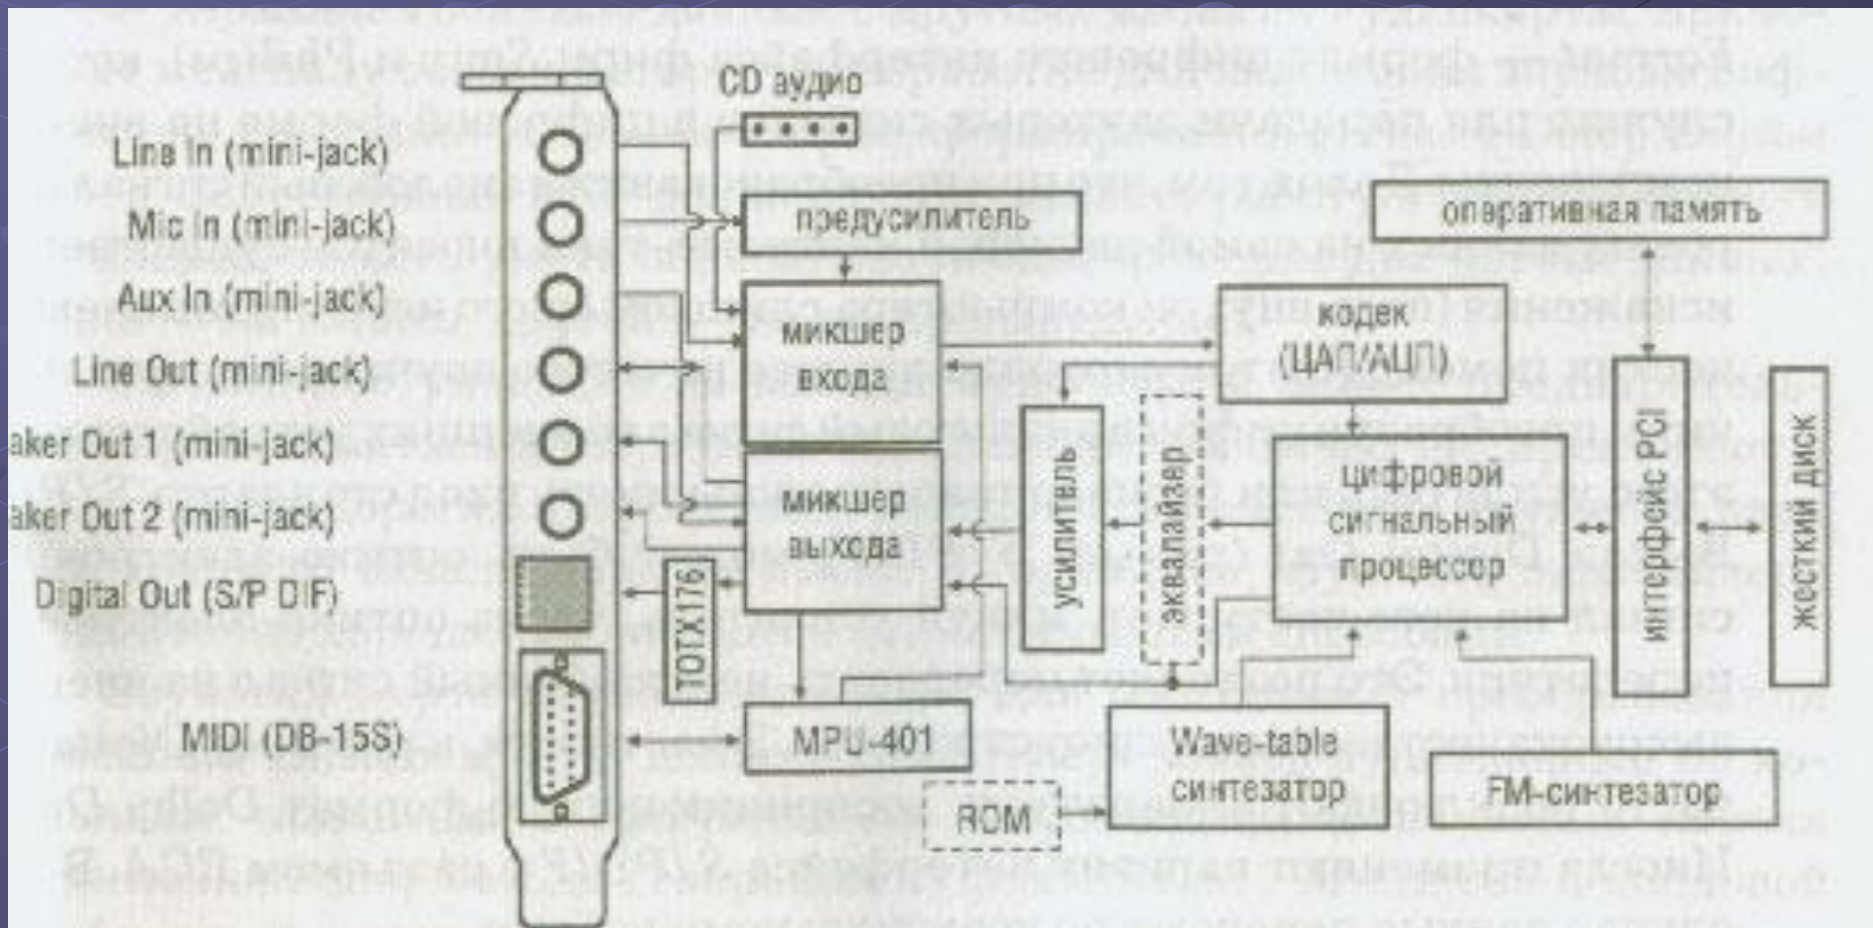 CD аудио
Line In (mini-jack)
Mic In (mini-jack)
Aux In (mini-jack)
Line Out (mini-jack)
aker Out 1 (mini-jack)
aker Out 2 (mini-jack)
Digital Out (S/P DIF)
MIDI (DB-15S)
предусилитель
микшер
входа
микшер
выхода
TOTX176
MPU-401
ROM
оперативная память
кодек
(ЦАП/АЦП)
усилитель
эквалайзер
цифровой
сигнальный
процессор
интерфейс PCI
жесткий диск
Wave-table
синтезатор
FM-синтезатор